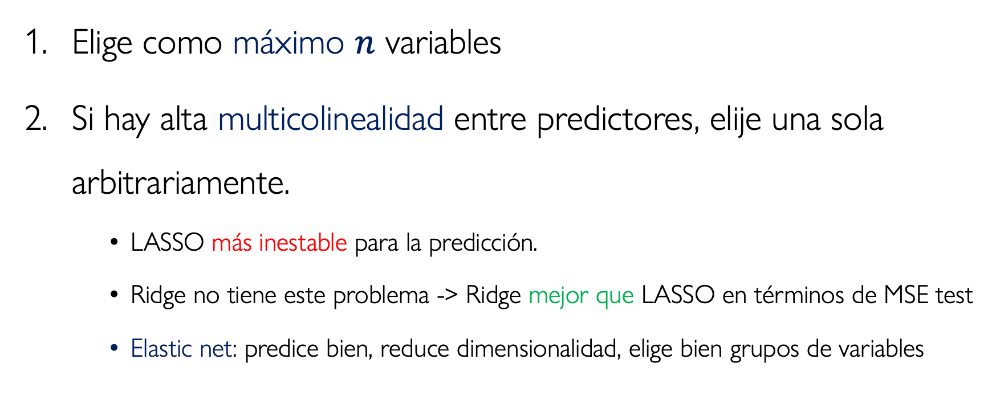 1. Elige como máximo n variables
2. Si hay alta multicolinealidad entre predictores, elije una sola
arbitrariamente.
• LASSO más inestable para la predicción.
• Ridge no tiene este problema -> Ridge mejor que LASSO en términos de MSE test
• Elastic net: predice bien, reduce dimensionalidad, elige bien grupos de variables